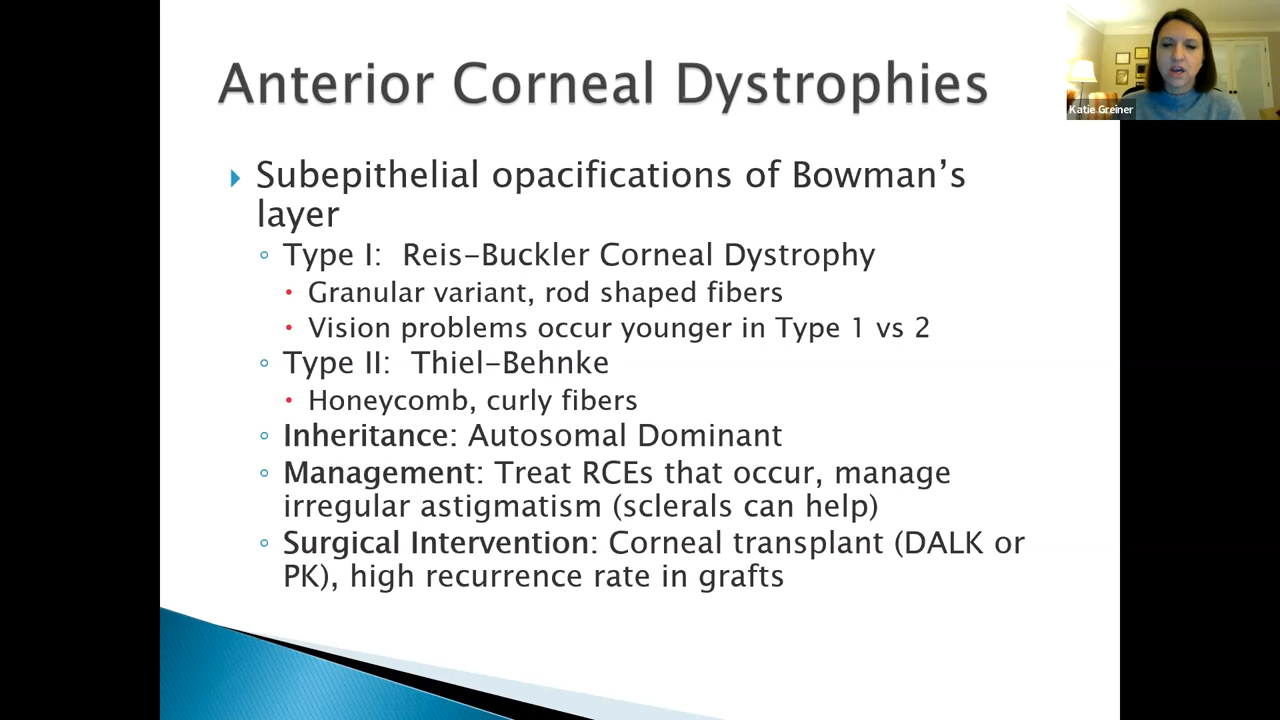 Anterior Corneal Dystrophies
Katie Greiner
Subepithelial opacifications of Bowman’s
layer
Type I:  Reis-Buckler Corneal Dystrophy
Granular variant, rod shaped fibers
Vision problems occur younger in Type 1 vs 2
Type II:  Thiel-Behnke
Honeycomb, curly fibers
Inheritance: Autosomal Dominant
Management: Treat RCEs that occur, manage
irregular astigmatism (sclerals can help)
Surgical Intervention: Corneal transplant (DALK or
PK), high recurrence rate in grafts